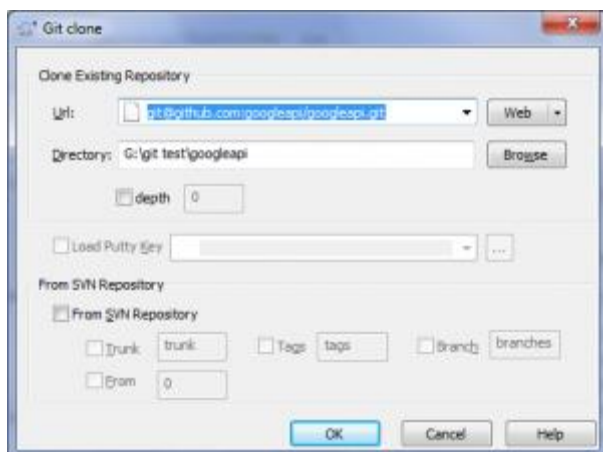 Git clone
Clone Existing Repository
Url: git@github.com:googleapi/googleapi.git Web
Directory: G:\git test\googleapi Browse
depth 0
Load Putty Key ...
From SVN Repository
From SVN Repository
Trunk trunk Tags tags Branch branches
From 0
OK Cancel Help